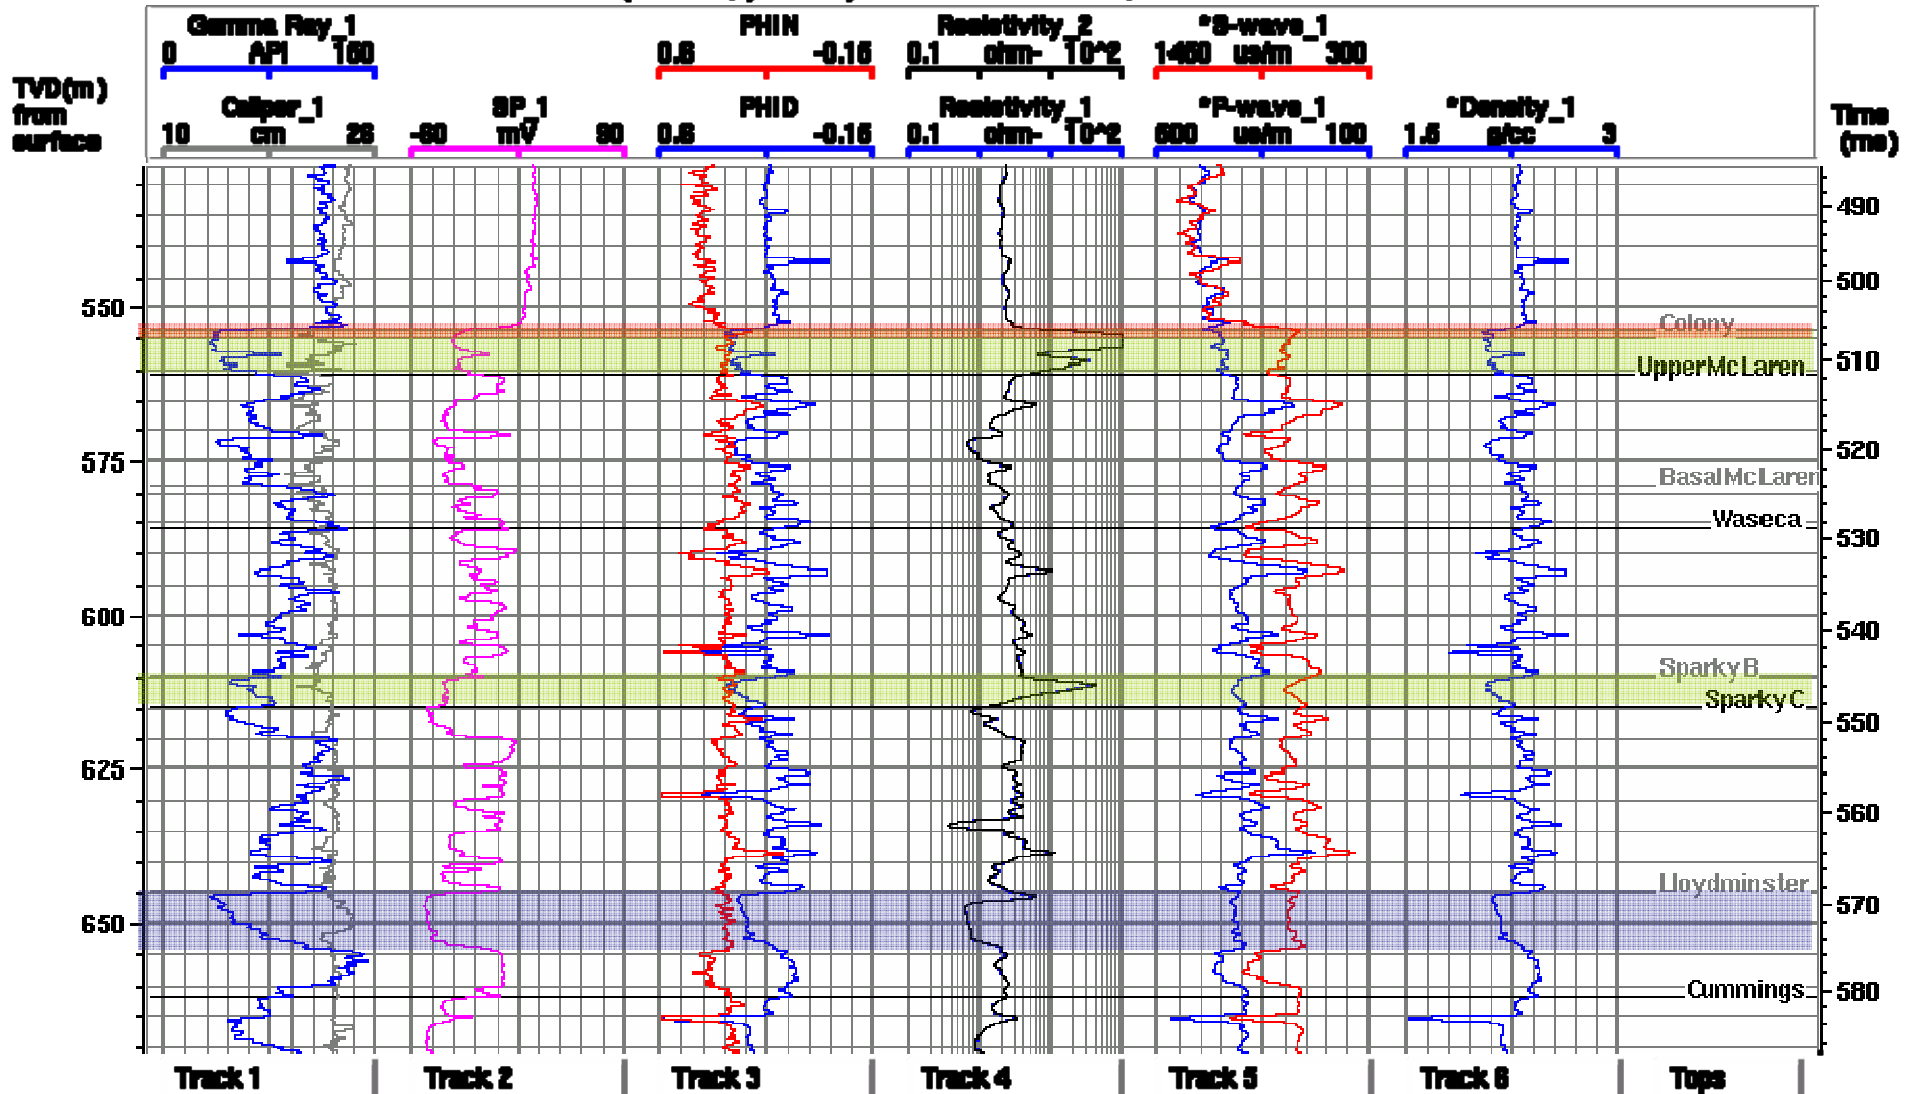 Gamma Ray_1 PHIN Resistivity_2 *S-wave_1
0 API 150 0.6 -0.15 0.1 ohm- 10^2 1450 us/m 300
TVD(m)
from
surface
Caliper_1 SP_1 PHID Resistivity_1 *P-wave_1 *Density_1
10 cm 26 -80 mV 90 0.6 -0.15 0.1 ohm- 10^2 600 us/m 100 1.5 g/cc 3
Time
(ms)
490
500
550
Colony
510
UpperMcLaren
520
575
BasalMcLaren
Waseca
530
600
540
SparkyB
SparkyC
550
625
560
Lloydminster
570
650
Cummings
580
Track 1 Track 2 Track 3 Track 4 Track 5 Track 6 Tops